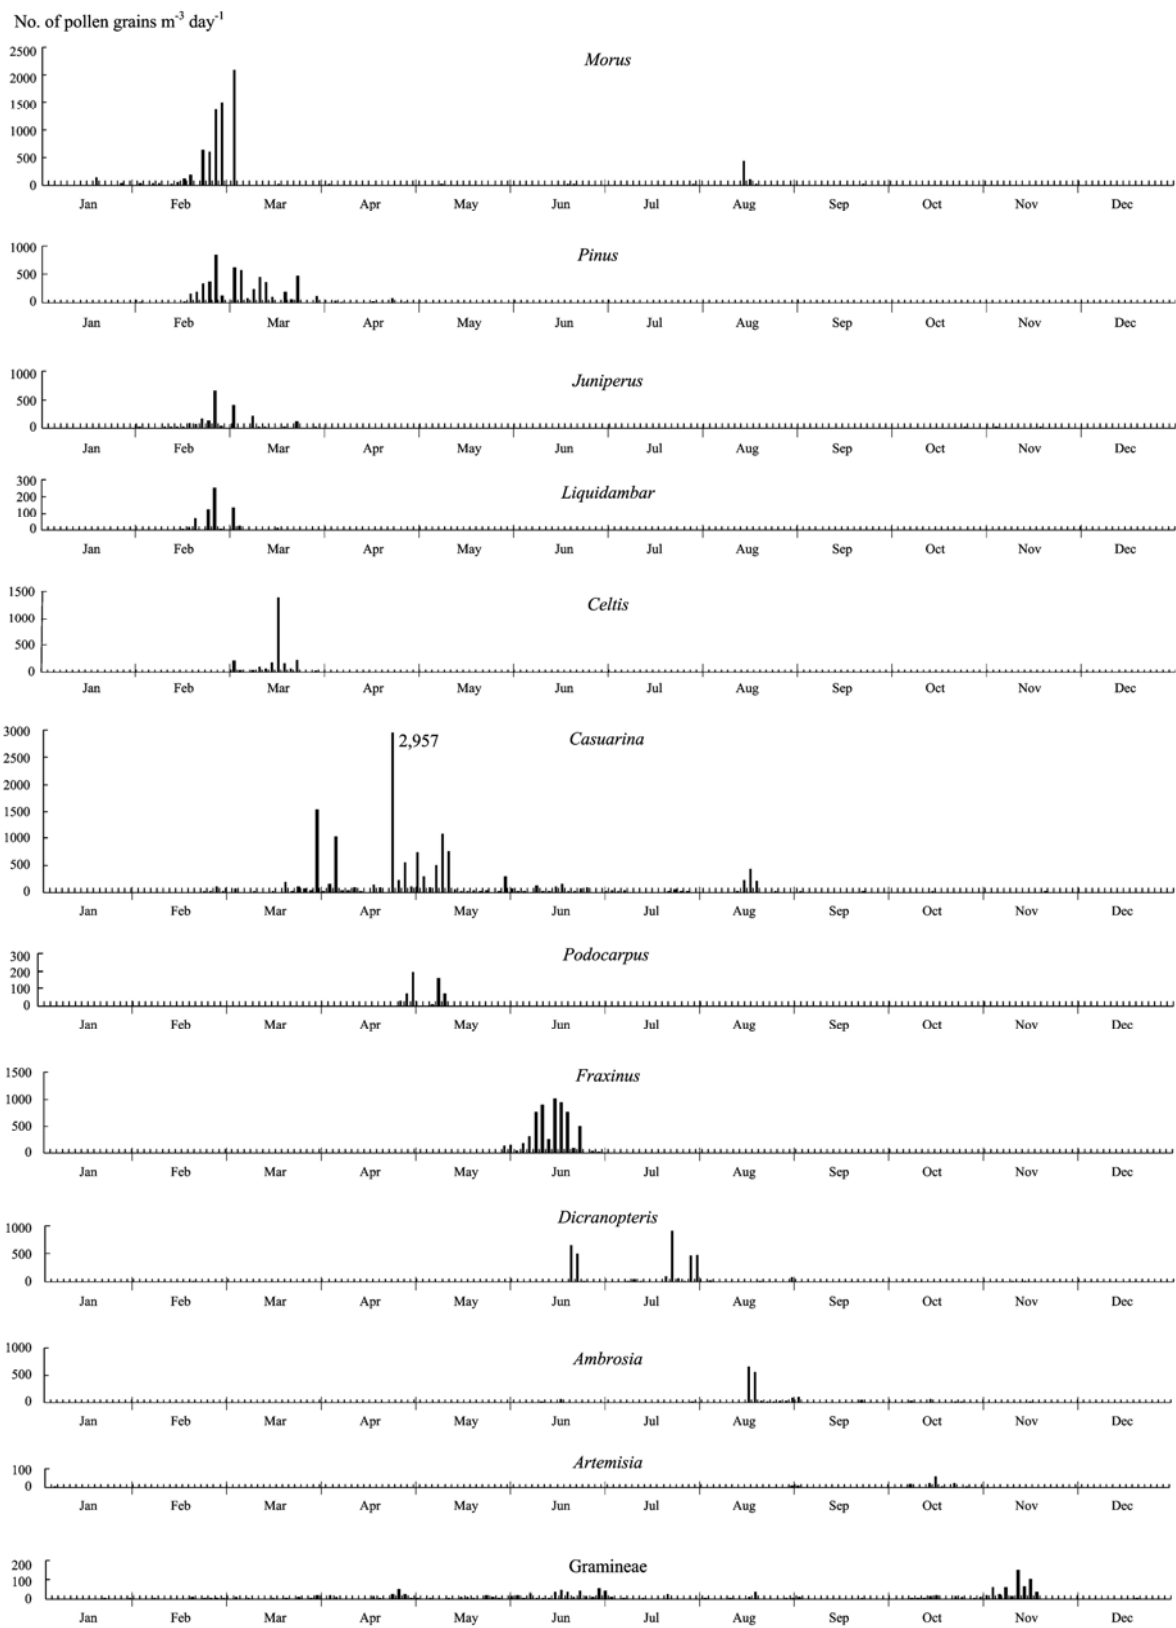 No. of pollen grains m⁻³ day⁻¹
Morus
2500
2000
1500
1000
500
0
Jan Feb Mar Apr May Jun Jul Aug Sep Oct Nov Dec
Pinus
1000
500
0
Jan Feb Mar Apr May Jun Jul Aug Sep Oct Nov Dec
Juniperus
1000
500
0
Jan Feb Mar Apr May Jun Jul Aug Sep Oct Nov Dec
Liquidambar
300
200
100
0
Jan Feb Mar Apr May Jun Jul Aug Sep Oct Nov Dec
Celtis
1500
1000
500
0
Jan Feb Mar Apr May Jun Jul Aug Sep Oct Nov Dec
Casuarina
3000
2,957
2500
2000
1500
1000
500
0
Jan Feb Mar Apr May Jun Jul Aug Sep Oct Nov Dec
Podocarpus
300
200
100
0
Jan Feb Mar Apr May Jun Jul Aug Sep Oct Nov Dec
Fraxinus
1500
1000
500
0
Jan Feb Mar Apr May Jun Jul Aug Sep Oct Nov Dec
Dicranopteris
1000
500
0
Jan Feb Mar Apr May Jun Jul Aug Sep Oct Nov Dec
Ambrosia
1000
500
0
Jan Feb Mar Apr May Jun Jul Aug Sep Oct Nov Dec
Artemisia
100
0
Jan Feb Mar Apr May Jun Jul Aug Sep Oct Nov Dec
Gramineae
200
100
0
Jan Feb Mar Apr May Jun Jul Aug Sep Oct Nov Dec